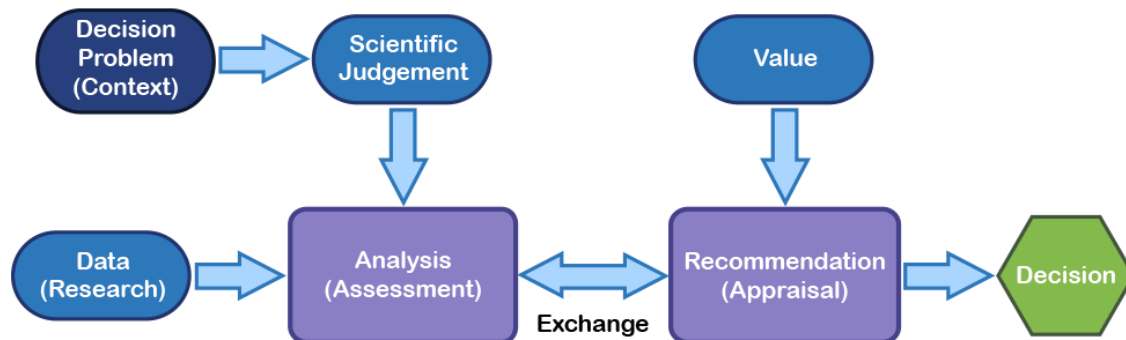 Decision
Problem
(Context)
Scientific
Judgement
Value
Data
(Research)
Analysis
(Assessment)
Exchange
Recommendation
(Appraisal)
Decision